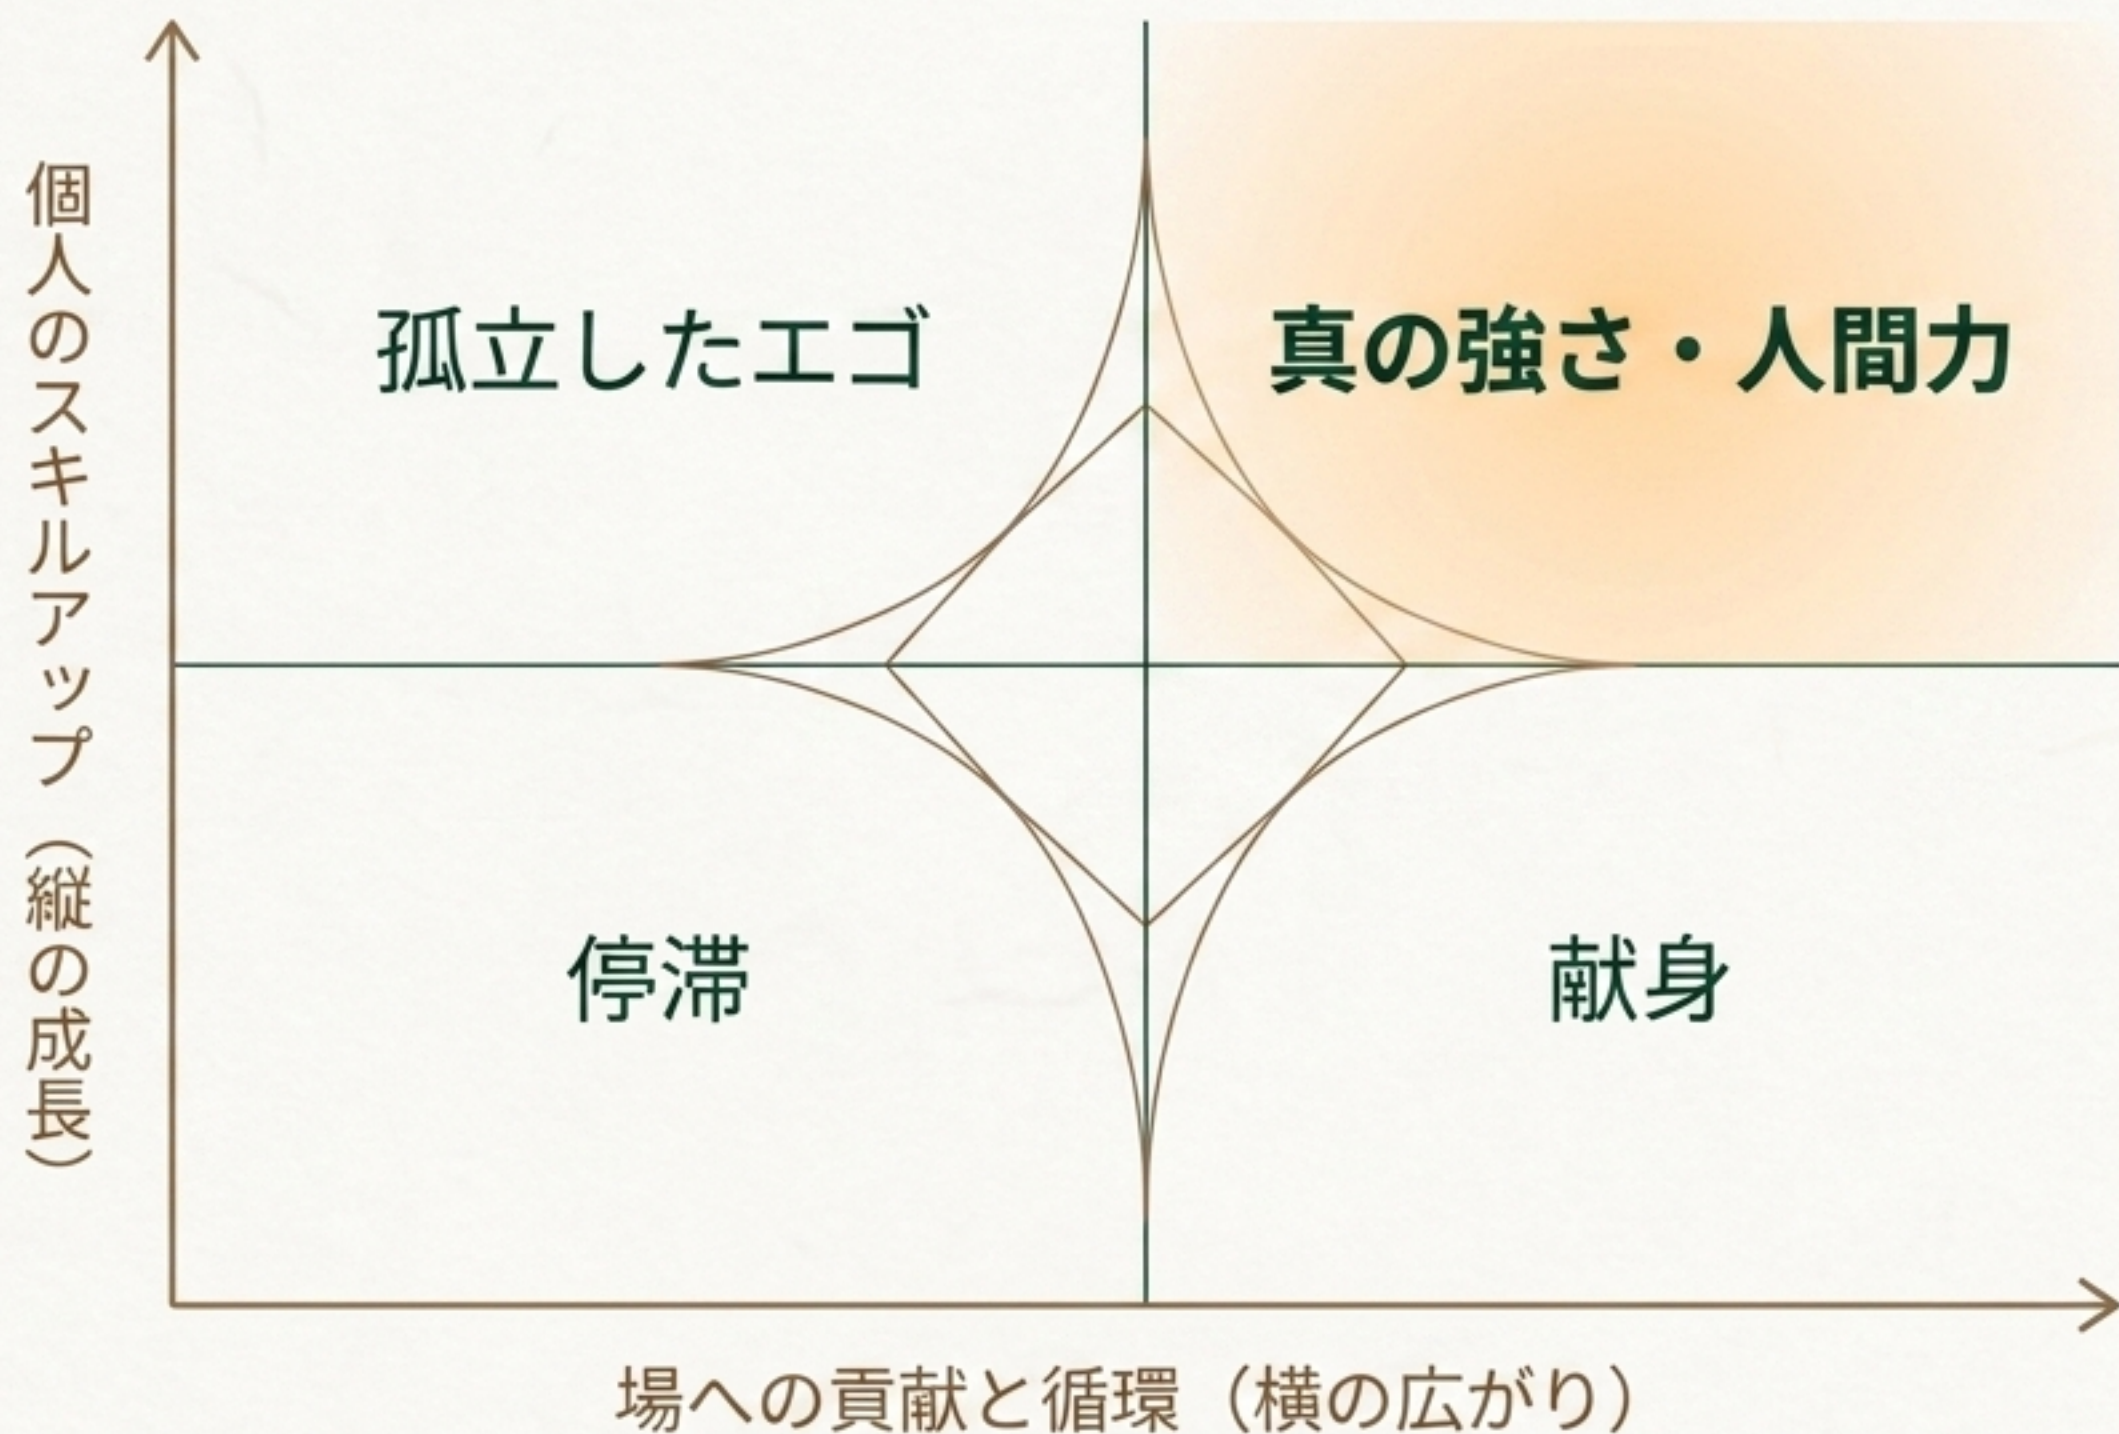 個人のスキルアップ（縦の成長）
孤立したエゴ
真の強さ・人間力
停滞
献身
場への貢献と循環（横の広がり）